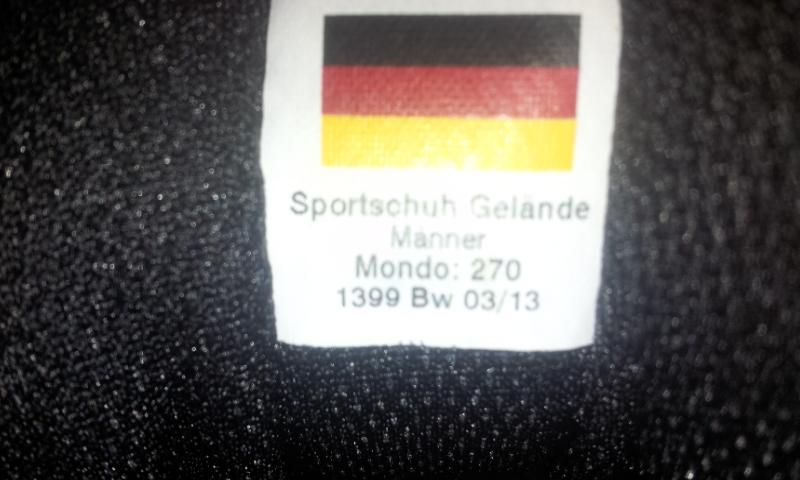 Sportschuh Gelände
Männer
Mondo: 270
1399 Bw 03/13